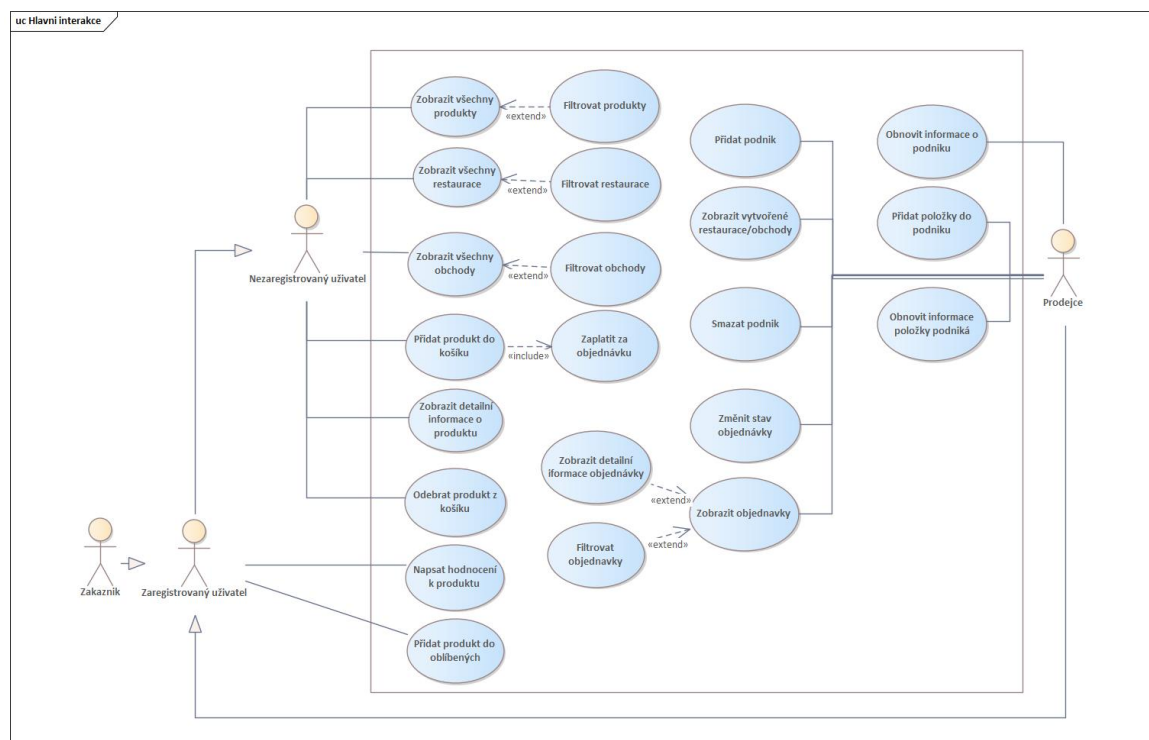 uc Hlavni interakce
Zobrazit všechny
produkty
«extend»
Filtrovat produkty
Přidat podnik
Obnovit informace o
podniku
Zobrazit všechny
restaurace
«extend»
Filtrovat restaurace
Zobrazit vytvořené
restaurace/obchody
Přidat položky do
podniku
Nezaregistrovaný uživatel
Zobrazit všechny
obchody
«extend»
Filtrovat obchody
Prodejce
Přidat produkt do
košíku
«include»
Zaplatit za
objednávku
Smazat podnik
Obnovit informace
položky podniká
Zobrazit detailní
informace o
produktu
Změnit stav
objednávky
Zobrazit detailní
iformace objednávky
«extend»
Odebrat produkt z
košíku
Zobrazit objednavky
Filtrovat
objednavky
«extend»
Zakaznik
Zaregistrovaný uživatel
Napsat hodnocení
k produktu
Přidat produkt do
oblíbených